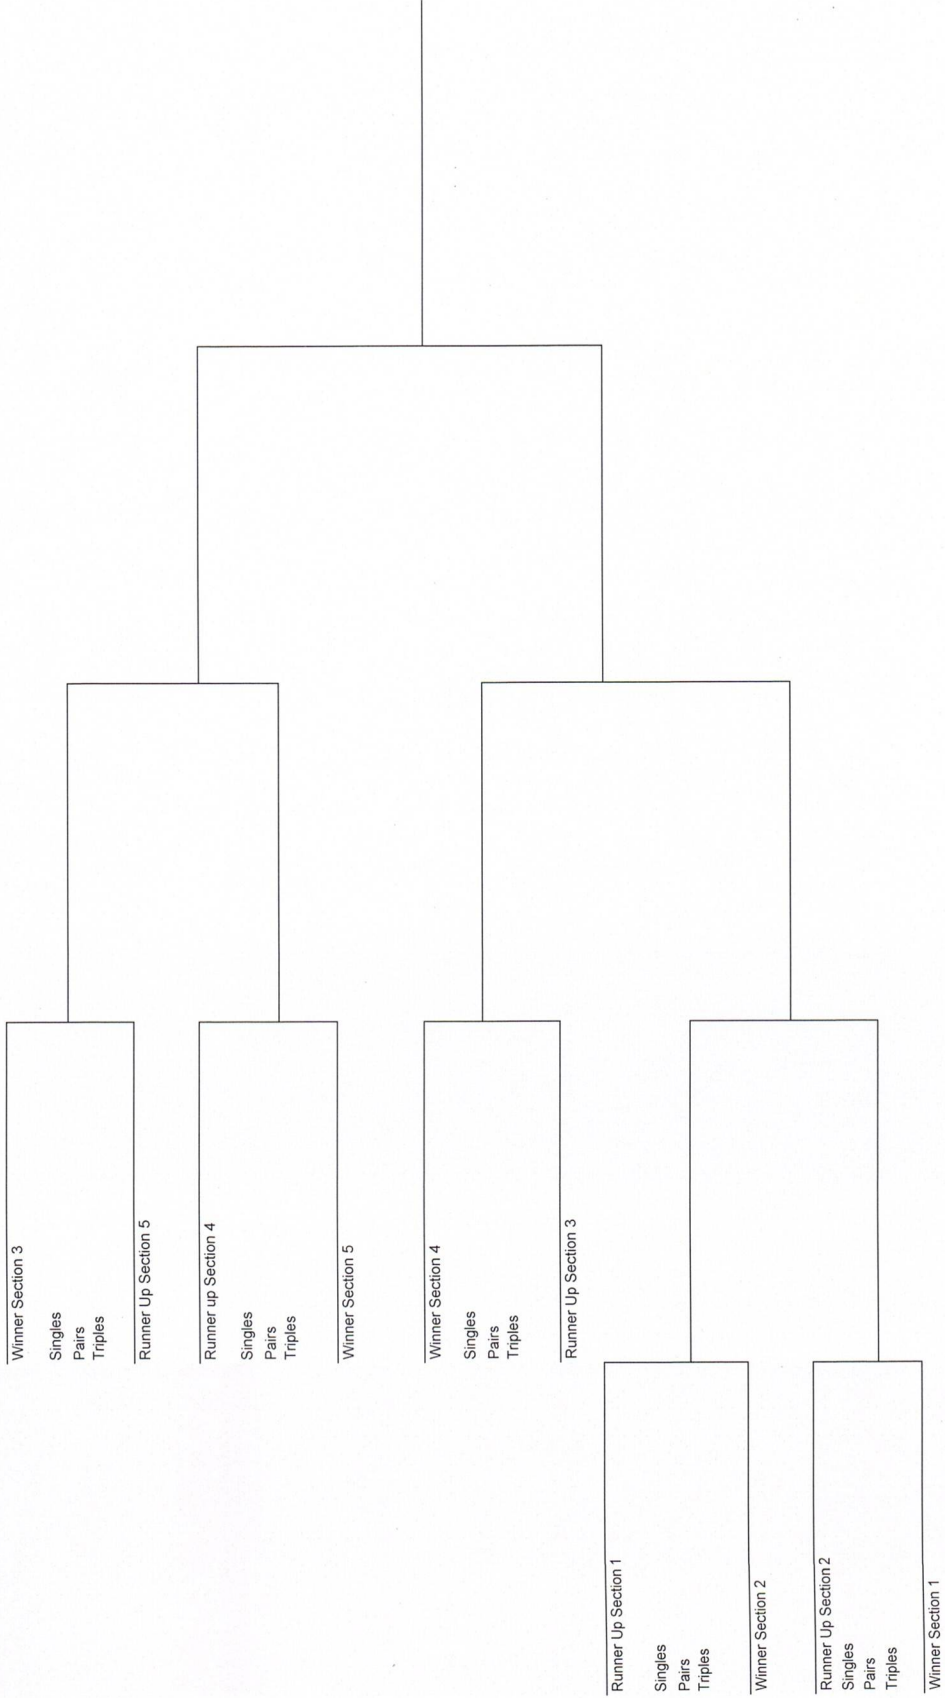 Winner Section 3
Singles
Pairs
Triples
Runner Up Section 5
Runner up Section 4
Singles
Pairs
Triples
Winner Section 5
Winner Section 4
Singles
Pairs
Triples
Runner Up Section 3
Runner Up Section 1
Singles
Pairs
Triples
Winner Section 2
Runner Up Section 2
Singles
Pairs
Triples
Winner Section 1